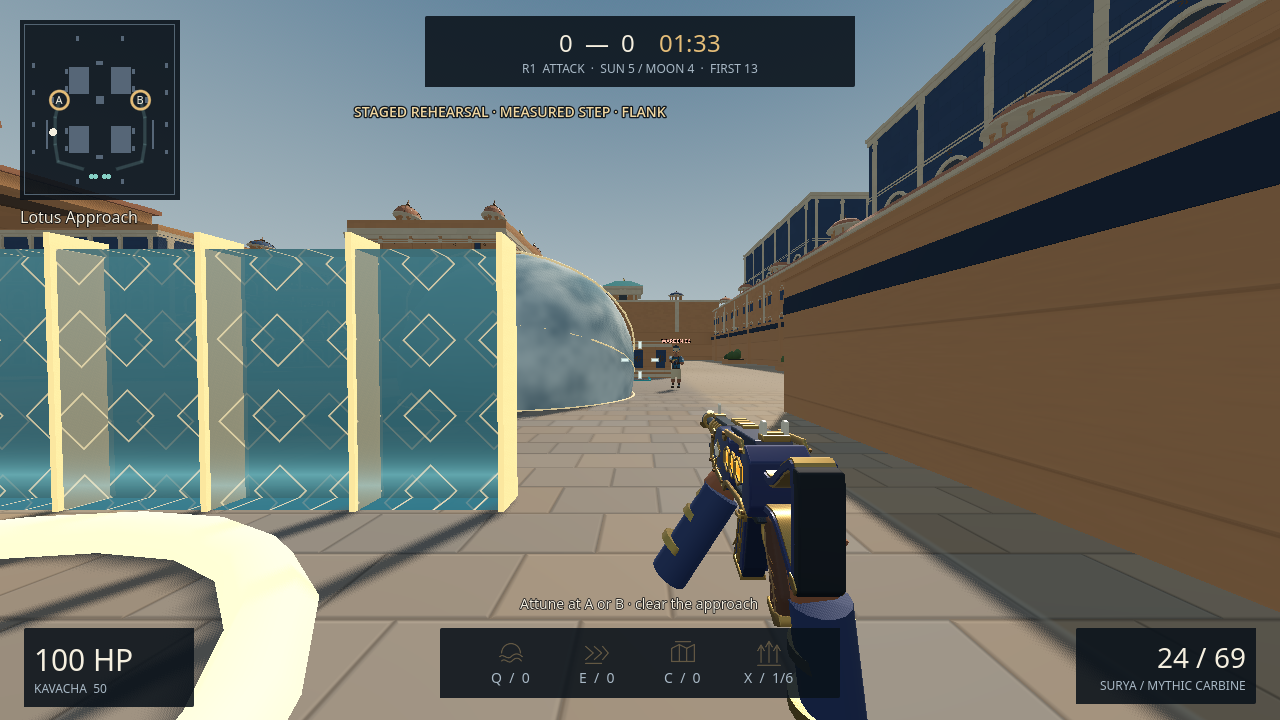 0 — 0 01:33
R1 ATTACK · SUN 5 / MOON 4 · FIRST 13
STAGED REHEARSAL · MEASURED STEP · FLANK
A
B
Lotus Approach
Attune at A or B · clear the approach
100 HP
KAVACHA 50
Q / 0
E / 0
C / 0
X / 1/6
24 / 69
SURYA / MYTHIC CARBINE